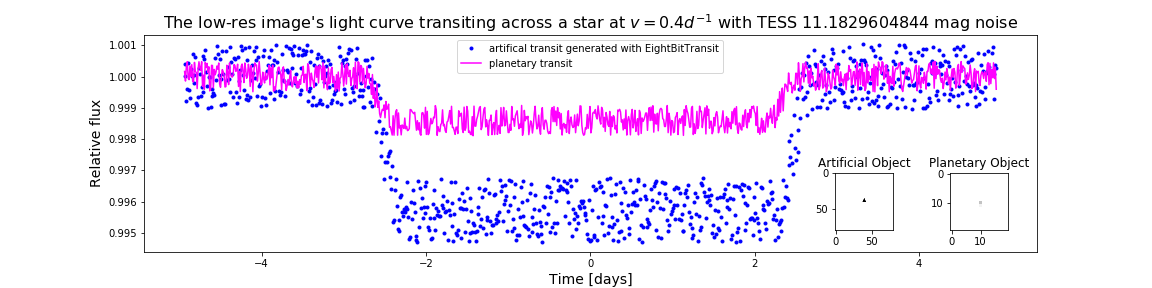 The low-res image's light curve transiting across a star at v = 0.4d⁻¹ with TESS 11.1829604844 mag noise
artifical transit generated with EightBitTransit
planetary transit
Relative flux
1.001
1.000
0.999
0.998
0.997
0.996
0.995
Artificial Object
0
50
0
50
Planetary Object
0
10
0
10
−4
−2
0
2
4
Time [days]